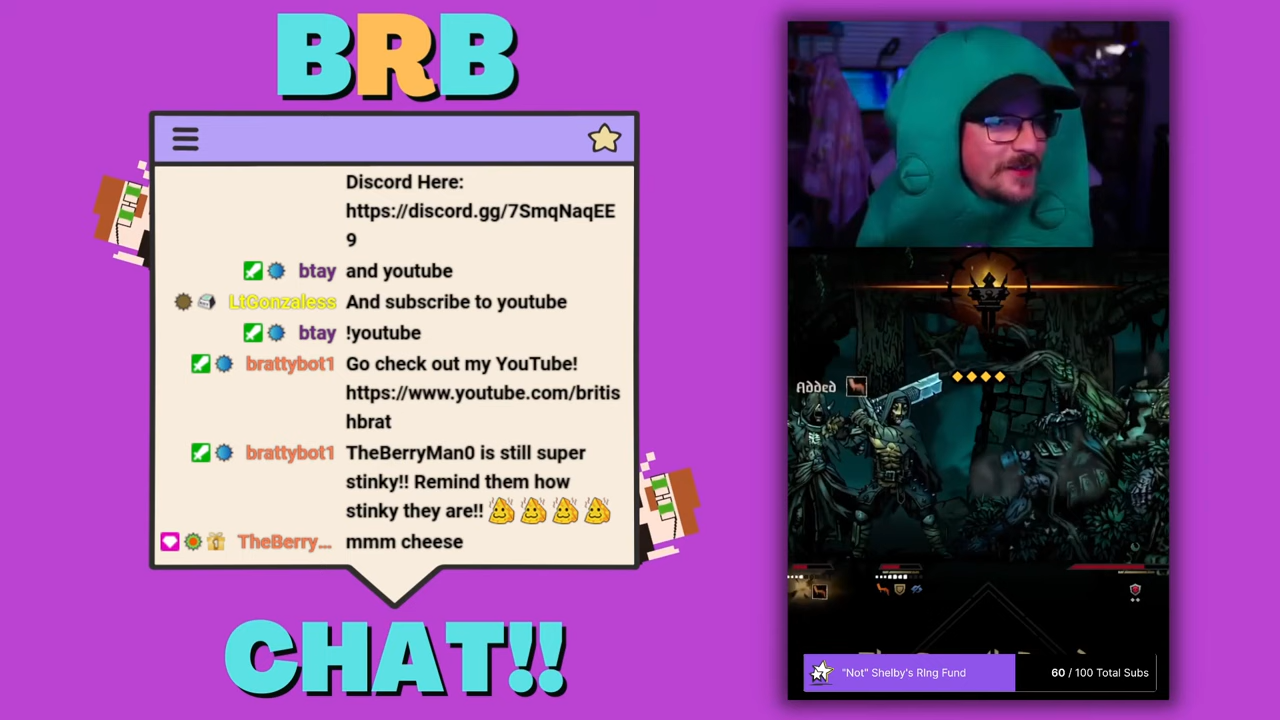 BRB
Discord Here:
https://discord.gg/7SmqNaqEE
9
btay and youtube
LtGonzaless And subscribe to youtube
btay !youtube
brattybot1 Go check out my YouTube!
https://www.youtube.com/britis
hbrat
brattybot1 TheBerryMan0 is still super
stinky!! Remind them how
stinky they are!!
TheBerry... mmm cheese
CHAT!!
Added
"Not" Shelby's RIng Fund
60 / 100 Total Subs